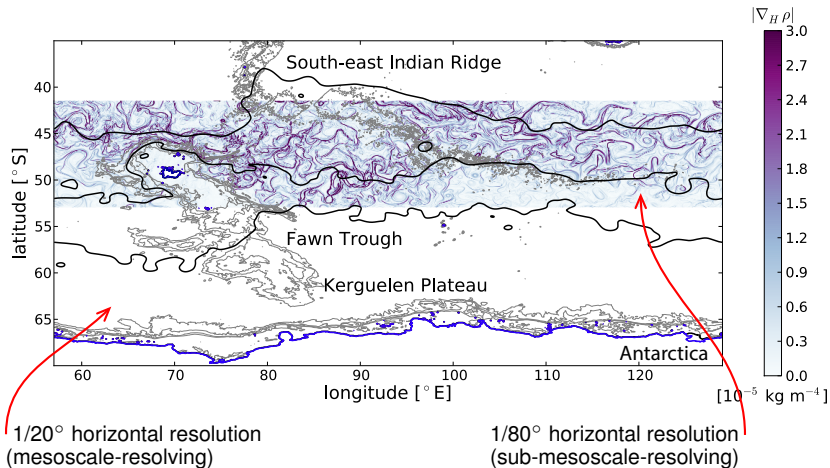 |∇_H ρ|
South-east Indian Ridge
Fawn Trough
Kerguelen Plateau
Antarctica
latitude [°S]
40
45
50
55
60
65
60
70
80
90
100
110
120
longitude [°E]
3.0
2.7
2.4
2.1
1.8
1.5
1.2
0.9
0.6
0.3
0.0
[10⁻⁵ kg m⁻⁴]
1/20° horizontal resolution
(mesoscale-resolving)
1/80° horizontal resolution
(sub-mesoscale-resolving)